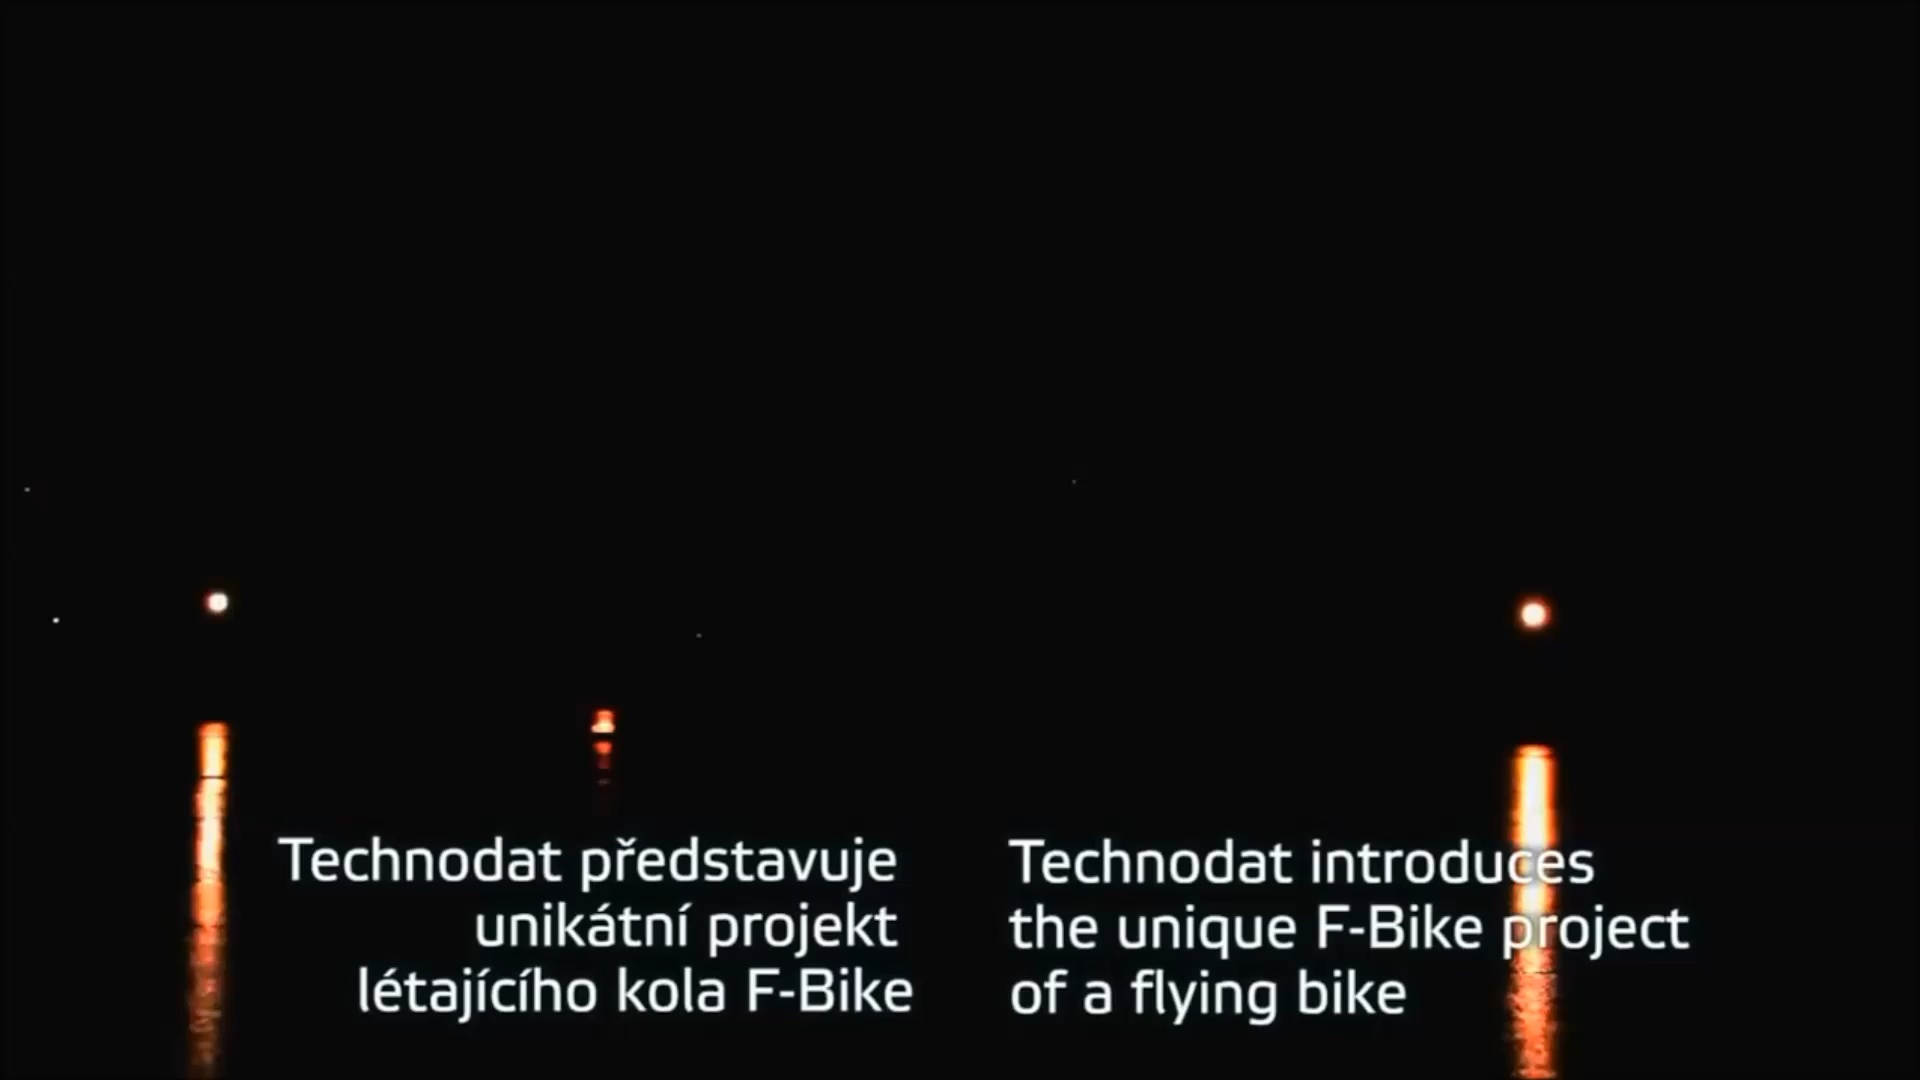 Technodat představuje
unikátní projekt
létajícího kola F-Bike
Technodat introduces
the unique F-Bike project
of a flying bike